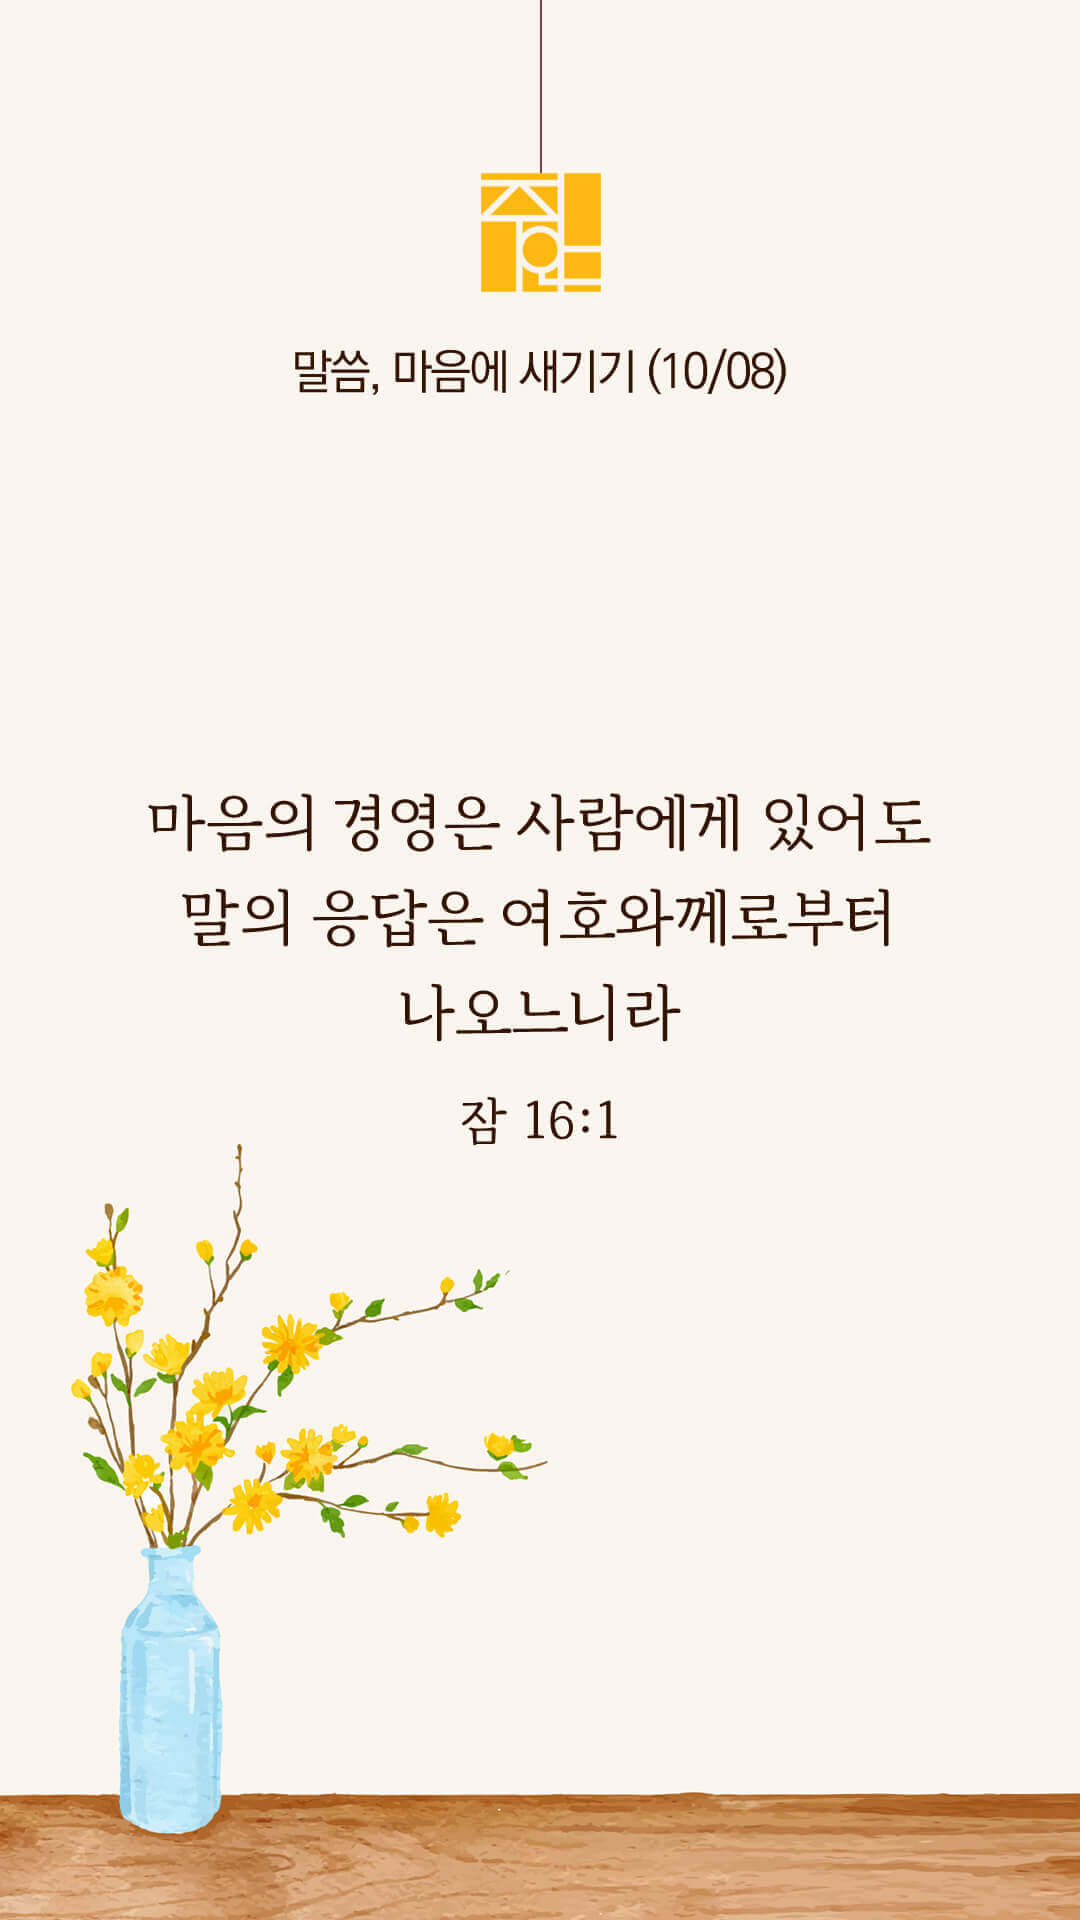 주안
말씀, 마음에 새기기 (10/08)
마음의 경영은 사람에게 있어도
말의 응답은 여호와께로부터
나오느니라
잠 16:1